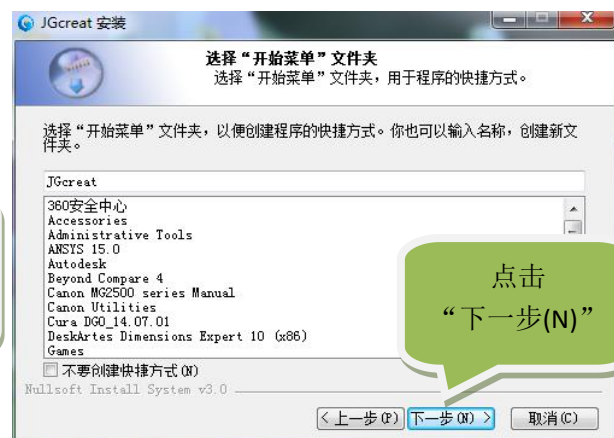 JGcreat 安装
选择“开始菜单”文件夹
选择“开始菜单”文件夹，用于程序的快捷方式。
选择“开始菜单”文件夹，以便创建程序的快捷方式。你也可以输入名称，创建新文
件夹。
JGcreat
360安全中心
Accessories
Administrative Tools
ANSYS 15.0
Autodesk
Beyond Compare 4
Canon MG2500 series Manual
Canon Utilities
Cura DGO_14.07.01
DeskArtes Dimensions Expert 10 (x86)
Games
点击
“下一步(N)”
不要创建快捷方式(N)
Nullsoft Install System v3.0
< 上一步(P)
下一步(N) >
取消(C)